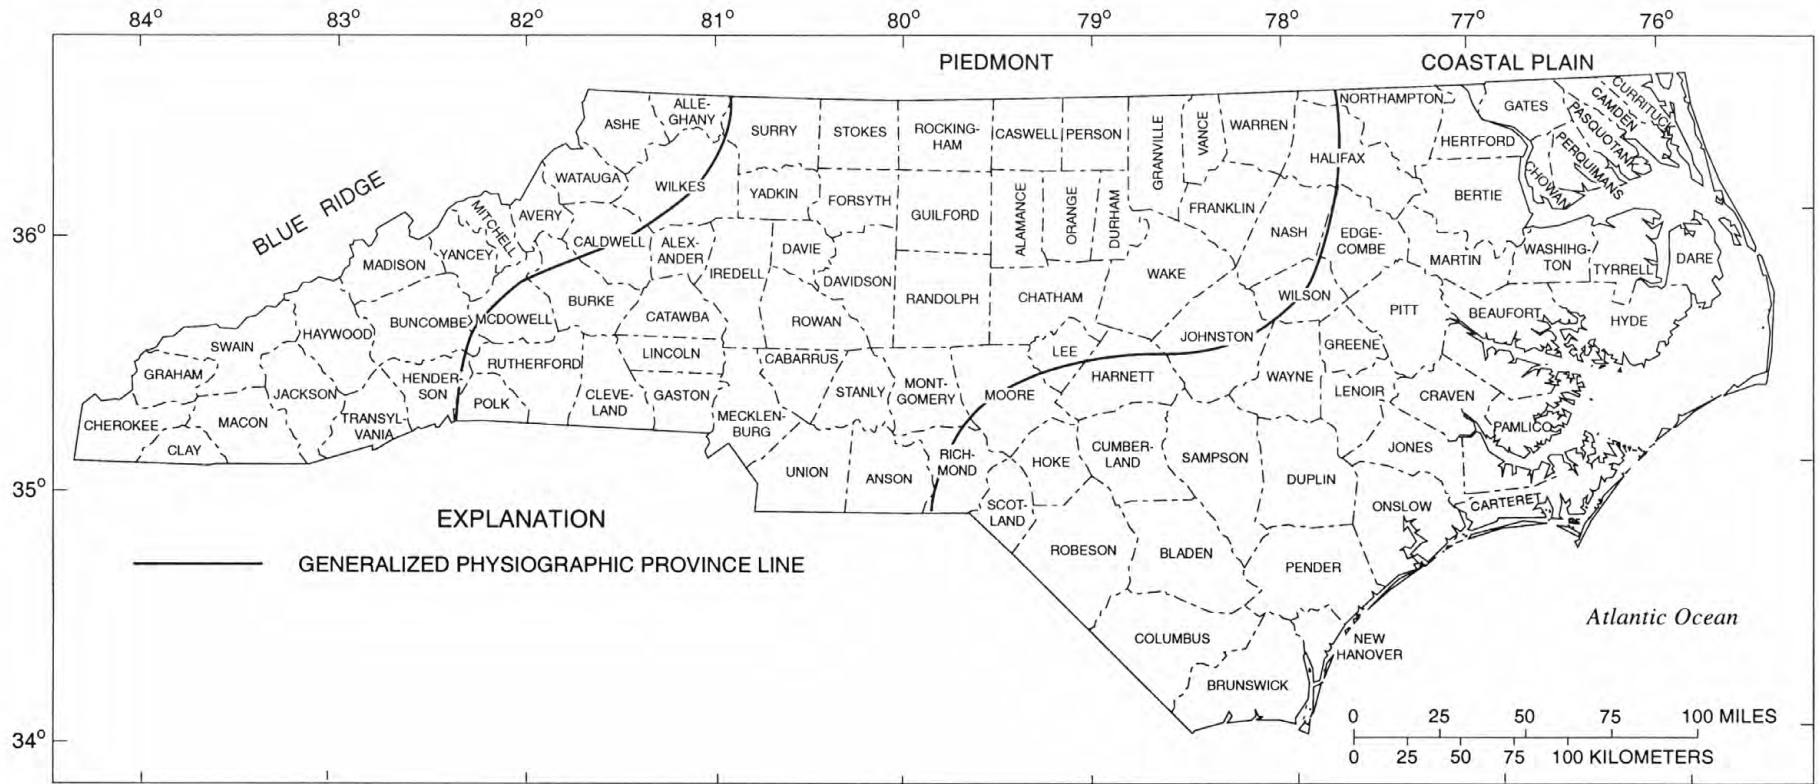 84° 83° 82° 81° 80° 79° 78° 77° 76°
PIEDMONT
COASTAL PLAIN
BLUE RIDGE
36°
35°
34°
ALLE-
GHANY
ASHE
SURRY
STOKES
ROCKING-
HAM
CASWELL
PERSON
GRANVILLE
VANCE
WARREN
NORTHAMPTON
GATES
CURRITUCK
CAMDEN
PASQUOTANK
PERQUIMANS
CHOWAN
HERTFORD
HALIFAX
BERTIE
WATAUGA
WILKES
YADKIN
FORSYTH
GUILFORD
ALAMANCE
ORANGE
DURHAM
FRANKLIN
NASH
EDGE-
COMBE
MARTIN
WASHIHG-
TON
TYRRELL
DARE
MITCHELL
AVERY
YANCEY
MADISON
CALDWELL
ALEX-
ANDER
IREDELL
DAVIE
DAVIDSON
RANDOLPH
CHATHAM
WAKE
WILSON
PITT
BEAUFORT
HYDE
HAYWOOD
BUNCOMBE
MCDOWELL
BURKE
CATAWBA
ROWAN
SWAIN
GRAHAM
JACKSON
HENDER-
SON
RUTHERFORD
POLK
CLEVE-
LAND
LINCOLN
GASTON
CABARRUS
STANLY
MONT-
GOMERY
MOORE
LEE
HARNETT
JOHNSTON
WAYNE
GREENE
LENOIR
CRAVEN
PAMLICO
CHEROKEE
CLAY
MACON
TRANSYL-
VANIA
MECKLEN-
BURG
UNION
ANSON
RICH-
MOND
SCOT-
LAND
HOKE
CUMBER-
LAND
SAMPSON
DUPLIN
JONES
ONSLOW
CARTERET
ROBESON
BLADEN
PENDER
COLUMBUS
BRUNSWICK
NEW
HANOVER
Atlantic Ocean
EXPLANATION
GENERALIZED PHYSIOGRAPHIC PROVINCE LINE
0 25 50 75 100 MILES
0 25 50 75 100 KILOMETERS